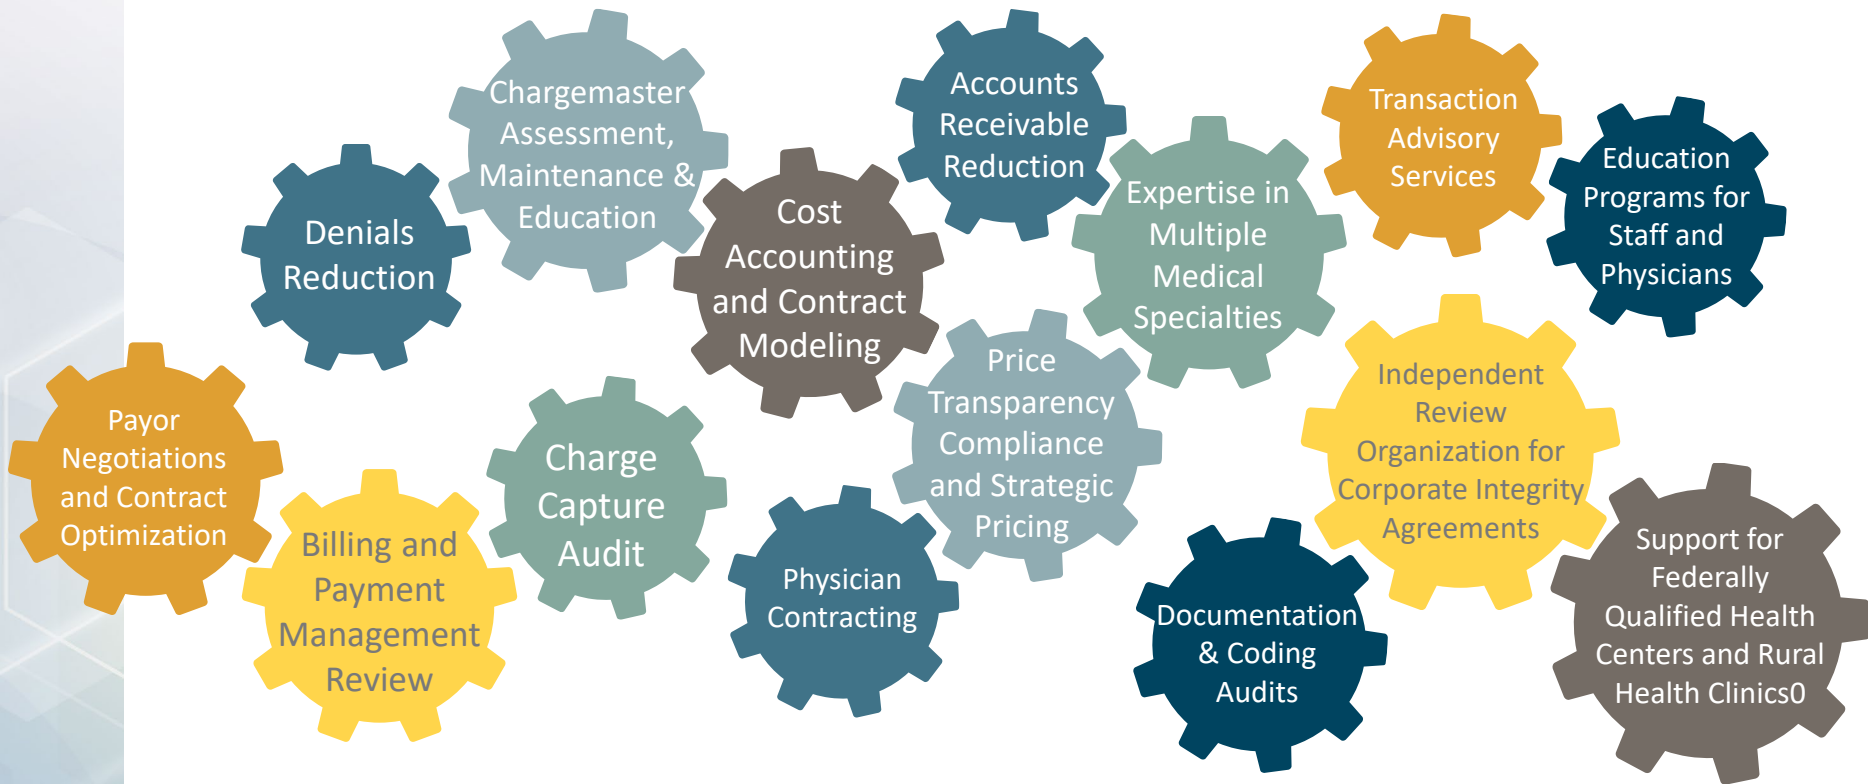 Chargemaster
Assessment,
Maintenance &
Education
Accounts
Receivable
Reduction
Transaction
Advisory
Services
Education
Programs for
Staff and
Physicians
Denials
Reduction
Cost
Accounting
and Contract
Modeling
Expertise in
Multiple
Medical
Specialties
Payor
Negotiations
and Contract
Optimization
Charge
Capture
Audit
Price
Transparency
Compliance
and Strategic
Pricing
Independent
Review
Organization for
Corporate Integrity
Agreements
Billing and
Payment
Management
Review
Physician
Contracting
Documentation
& Coding
Audits
Support for
Federally
Qualified Health
Centers and Rural
Health Clinics0